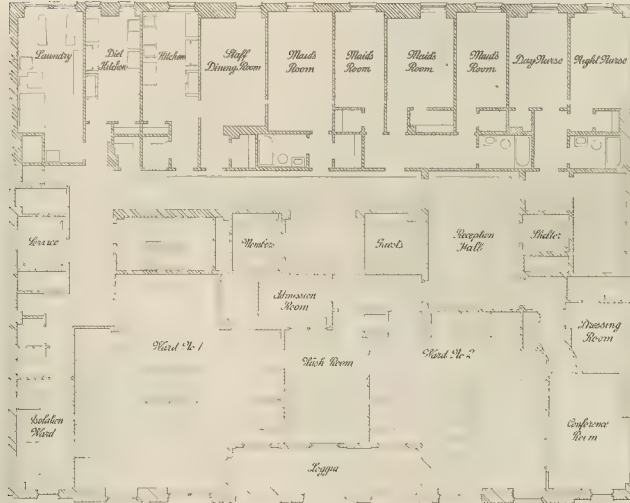 Laundry
Diet
Kitchen
Kitchen
Staff
Dining Room
Maids
Room
Maids
Room
Maids
Room
Maids
Room
Day Nurse
Night Nurse
Service
Members
Guests
Reception
Hall
Shelter
Admission
Room
Dressing
Room
Ward No 1
Wash Room
Ward No 2
Isolation
Ward
Conference
Room
Loggia